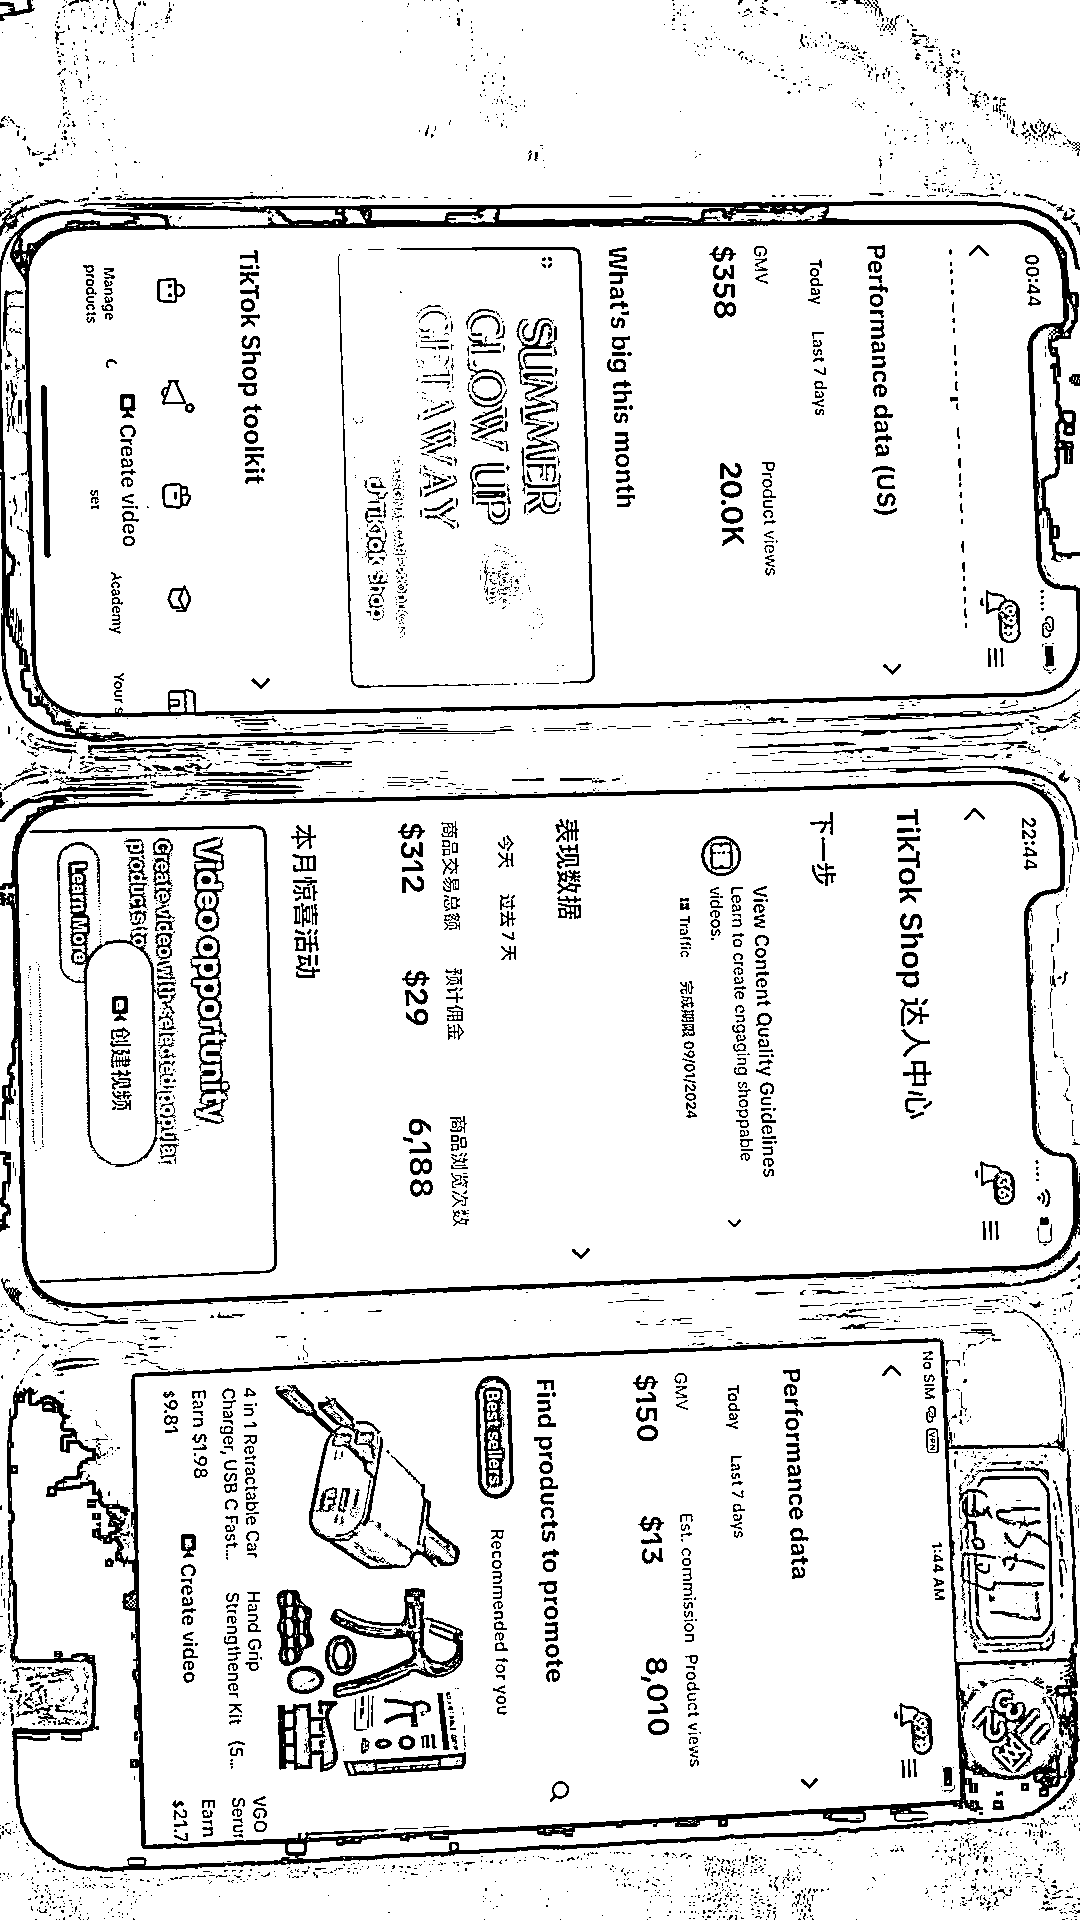 00:44
Performance data (US)
Today Last 7 days
GMV Product views
$358 20.0K
What's big this month
SUMMER
GLOW UP
GETAWAY
TikTok Shop
TikTok Shop toolkit
Manage
products
Create video
set
Academy
Your s
22:44
TikTok Shop 达人中心
下一步
View Content Quality Guidelines
Learn to create engaging shoppable
videos.
Traffic 完成期限 09/01/2024
表现数据
今天 过去 7 天
商品交易总额 预计佣金 商品浏览次数
$312 $29 6,188
本月惊喜活动
Video opportunity
Create video with selected popular
products to
Learn More
创建视频
No SIM VPN 1:44 AM
Performance data
Today Last 7 days
GMV Est. commission Product views
$150 $13 8,010
Find products to promote
Best sellers Recommended for you
4 in 1 Retractable Car
Charger, USB C Fast...
Earn $1.98
$9.81
Hand Grip
Strengthener Kit (5...
Create video
VGO
Serur
Earn
$21.7